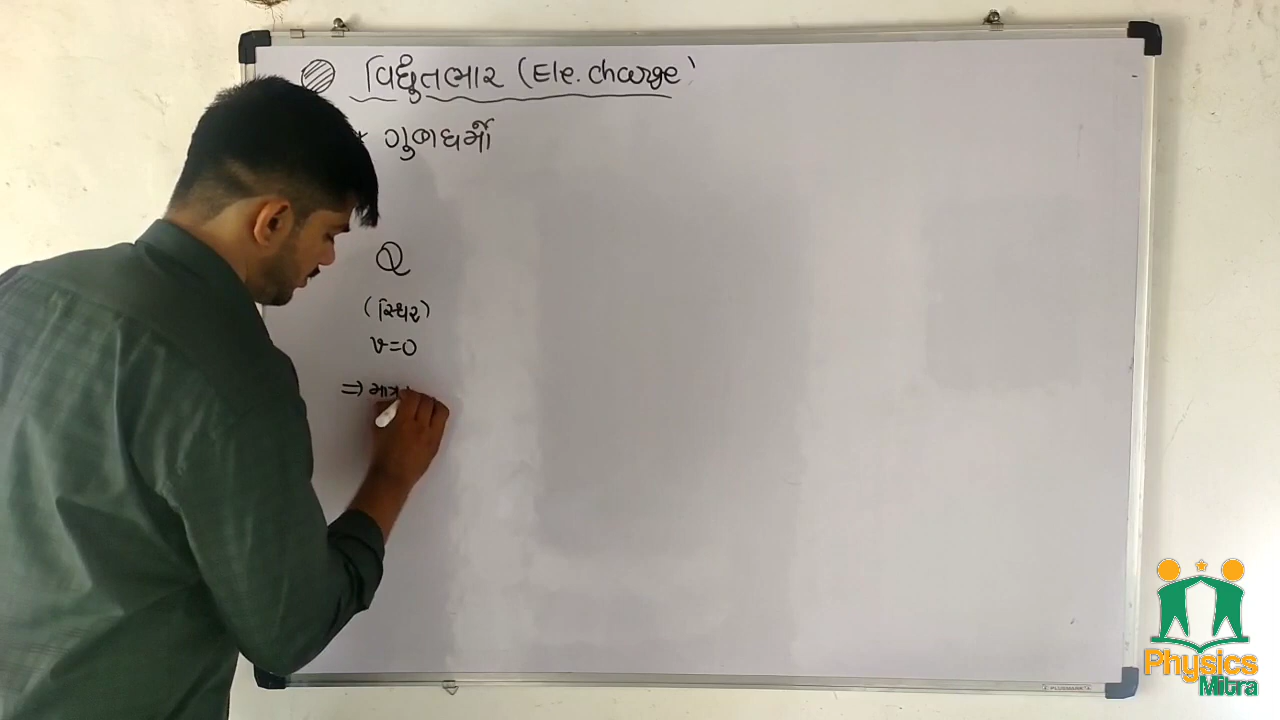 વિદ્યુતભાર (Ele. charge)
* ગુણધર્મો
Q
(સ્થિર)
v=0
⇒ માત્ર
Physics
Mitra